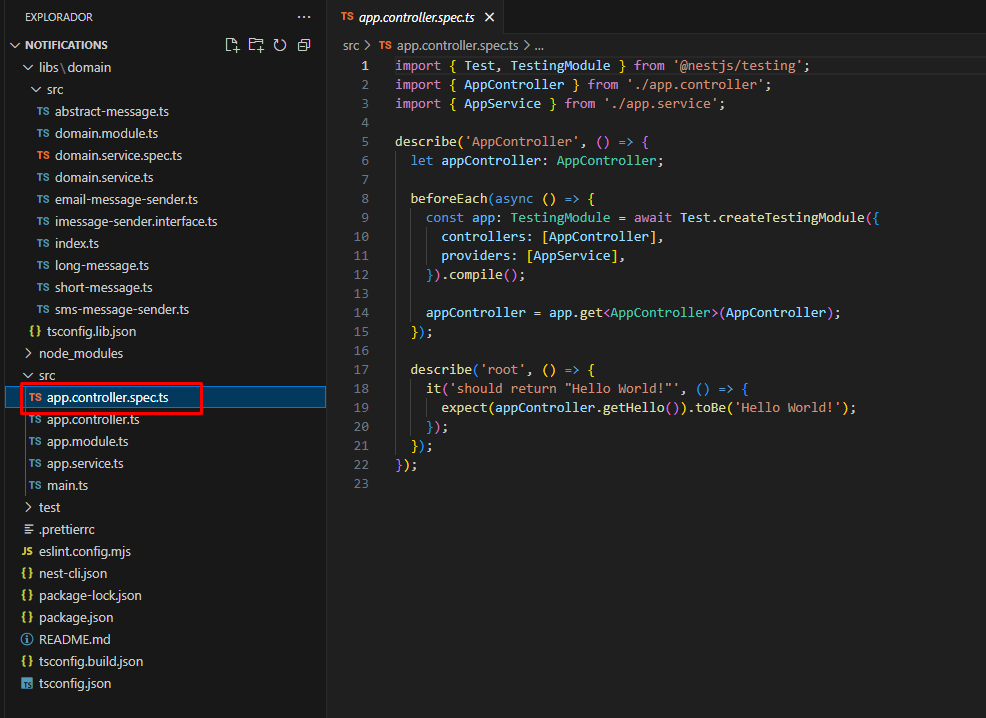 EXPLORADOR
NOTIFICATIONS
libs\domain
src
TS abstract-message.ts
TS domain.module.ts
TS domain.service.spec.ts
TS domain.service.ts
TS email-message-sender.ts
TS imessage-sender.interface.ts
TS index.ts
TS long-message.ts
TS short-message.ts
TS sms-message-sender.ts
{} tsconfig.lib.json
node_modules
src
TS app.controller.spec.ts
TS app.controller.ts
TS app.module.ts
TS app.service.ts
TS main.ts
test
.prettierrc
JS eslint.config.mjs
{} nest-cli.json
{} package-lock.json
{} package.json
README.md
{} tsconfig.build.json
TS tsconfig.json
TS app.controller.spec.ts
src > TS app.controller.spec.ts > ...
1 import { Test, TestingModule } from '@nestjs/testing';
2 import { AppController } from './app.controller';
3 import { AppService } from './app.service';
4
5 describe('AppController', () => {
6   let appController: AppController;
7
8   beforeEach(async () => {
9     const app: TestingModule = await Test.createTestingModule({
10       controllers: [AppController],
11       providers: [AppService],
12     }).compile();
13
14     appController = app.get<AppController>(AppController);
15   });
16
17   describe('root', () => {
18     it('should return "Hello World!"', () => {
19       expect(appController.getHello()).toBe('Hello World!');
20     });
21   });
22 });
23